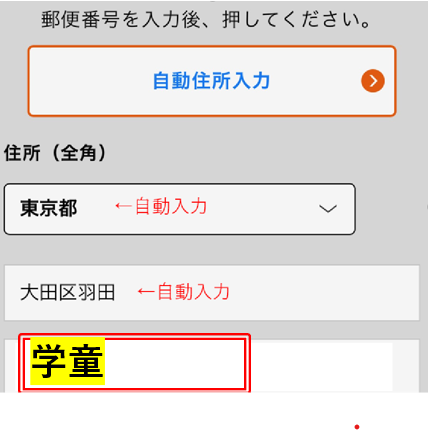 郵便番号を入力後、押してください。
自動住所入力
住所（全角）
東京都 ←自動入力
大田区羽田 ←自動入力
学童